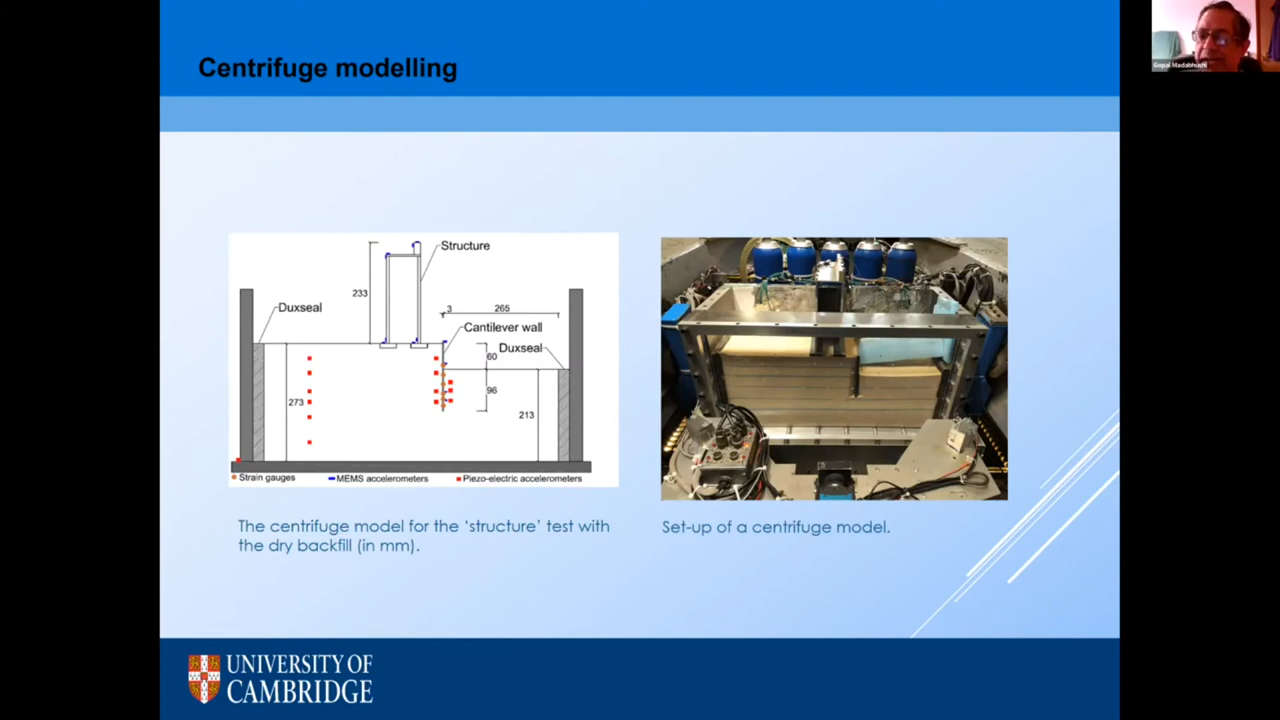 Centrifuge modelling
Gopal Madabhushi
Structure
233
3
265
Duxseal
Cantilever wall
Duxseal
60
96
273
213
Strain gauges
MEMS accelerometers
Piezo-electric accelerometers
The centrifuge model for the ‘structure’ test with
the dry backfill (in mm).
Set-up of a centrifuge model.
UNIVERSITY OF
CAMBRIDGE